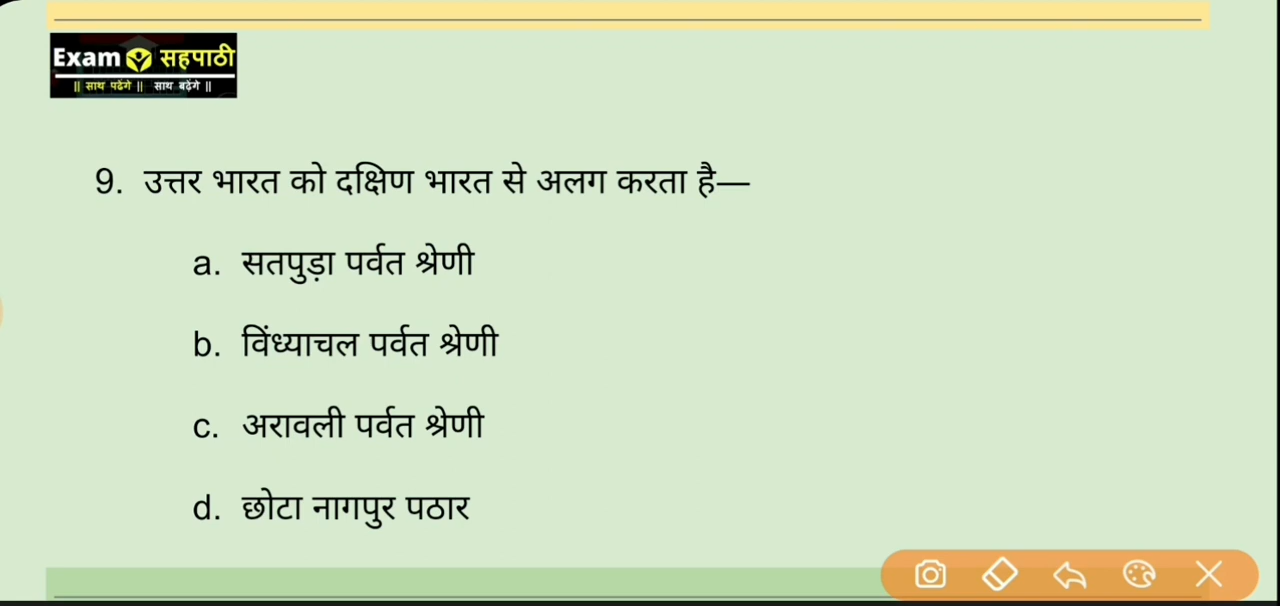 Exam सहपाठी
|| साथ पढेंगे || साथ बढ़ेंगे ||
9. उत्तर भारत को दक्षिण भारत से अलग करता है—
a. सतपुड़ा पर्वत श्रेणी
b. विंध्याचल पर्वत श्रेणी
c. अरावली पर्वत श्रेणी
d. छोटा नागपुर पठार